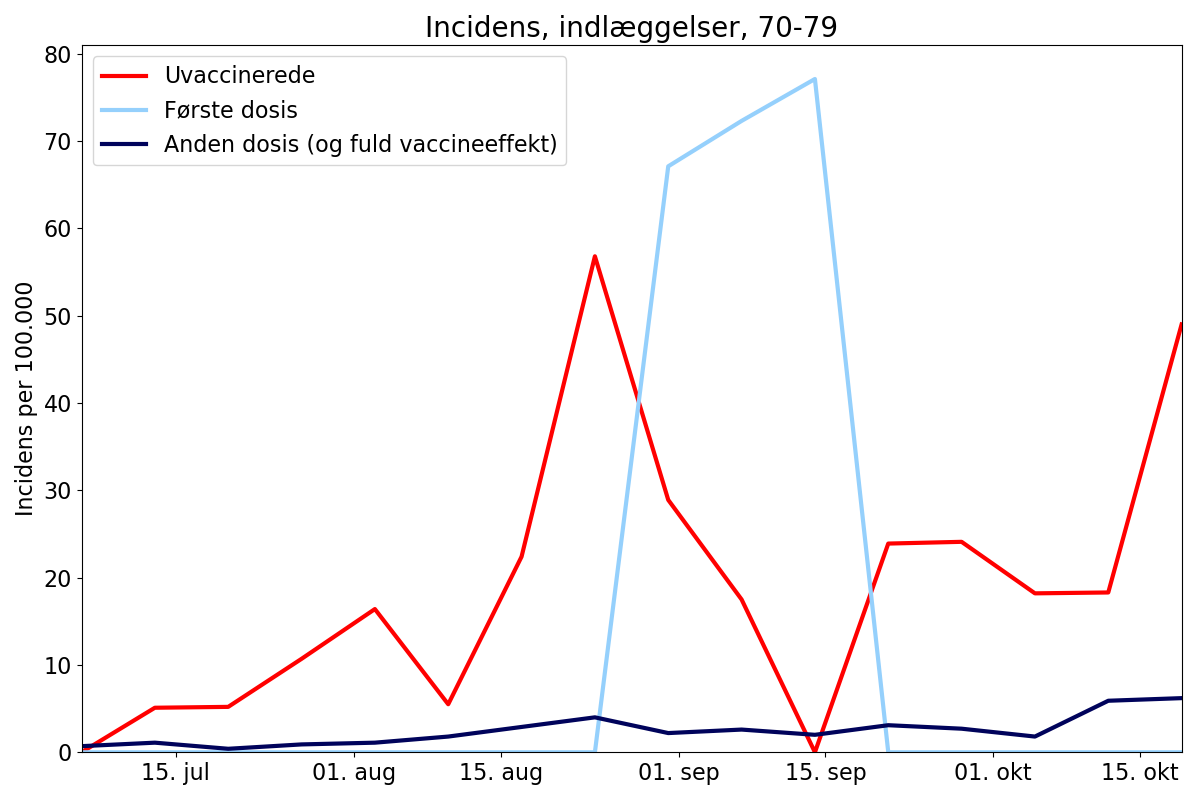 Incidens, indlæggelser, 70-79
Uvaccinerede
Første dosis
Anden dosis (og fuld vaccineeffekt)
Incidens per 100.000
80
70
60
50
40
30
20
10
0
15. jul
01. aug
15. aug
01. sep
15. sep
01. okt
15. okt